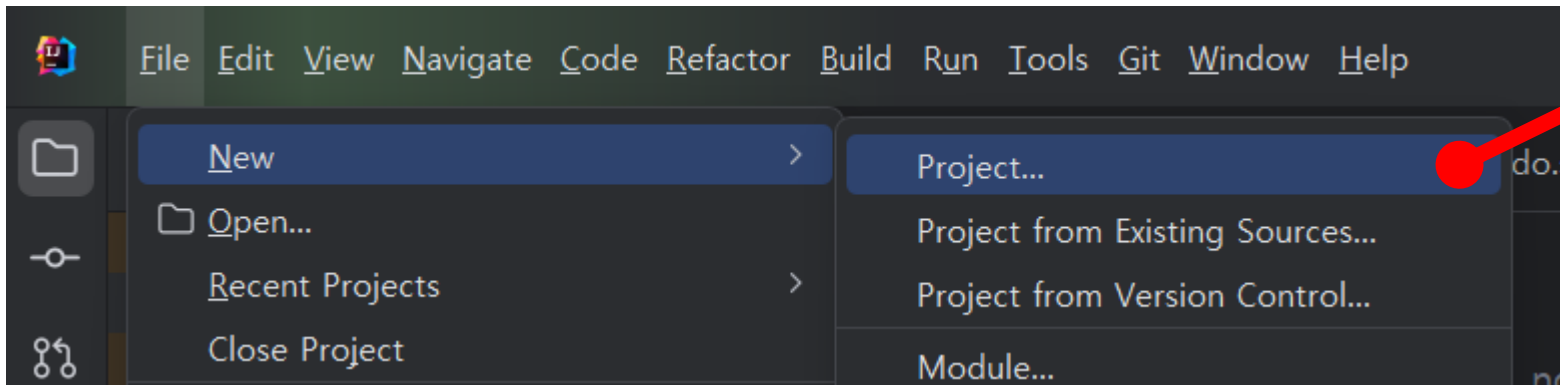 File Edit View Navigate Code Refactor Build Run Tools Git Window Help
New
Project...
do.
Open...
Project from Existing Sources...
Recent Projects
Project from Version Control...
Close Project
Module...